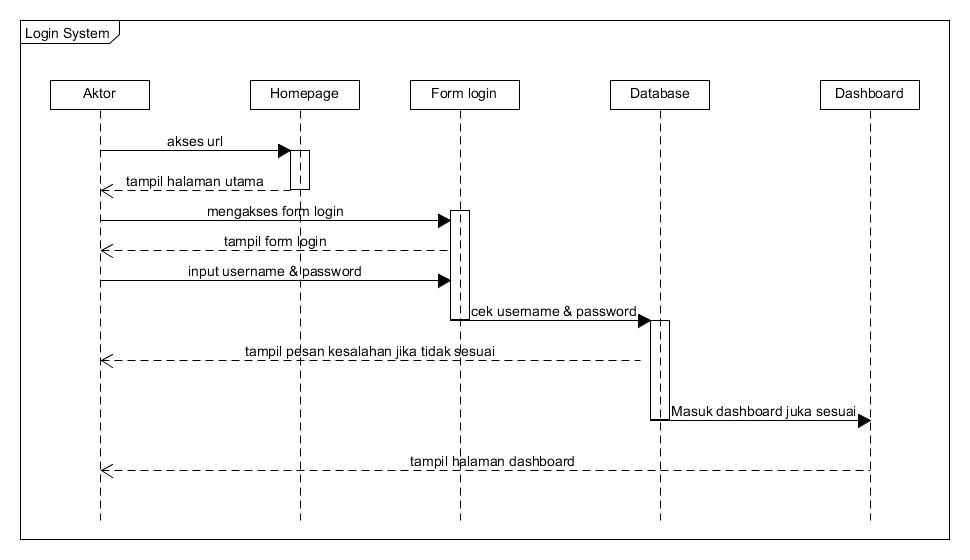 Login System
Aktor
Homepage
Form login
Database
Dashboard
akses url
tampil halaman utama
mengakses form login
tampil form login
input username & password
cek username & password
tampil pesan kesalahan jika tidak sesuai
Masuk dashboard juka sesuai
tampil halaman dashboard